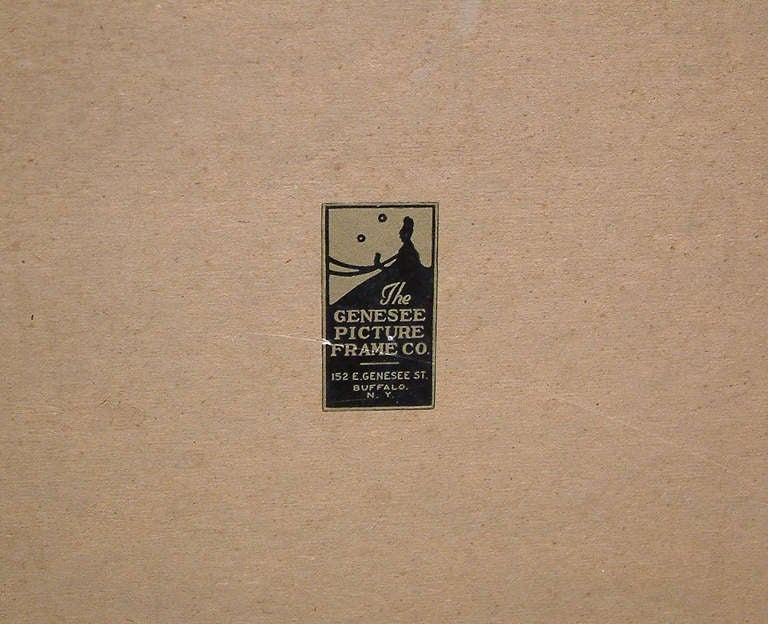 The
GENESEE
PICTURE
FRAME CO.
152 E. GENESEE ST.
BUFFALO,
N. Y.